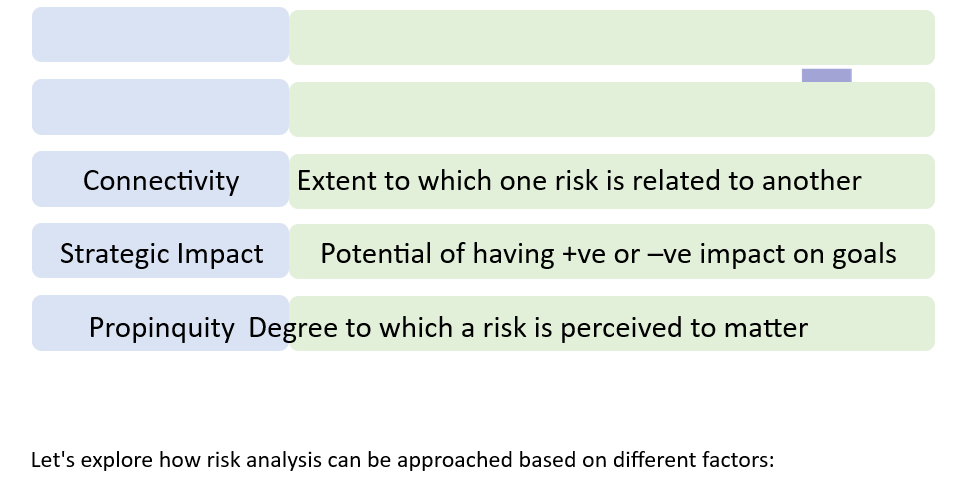 Connectivity Extent to which one risk is related to another
Strategic Impact Potential of having +ve or –ve impact on goals
Propinquity Degree to which a risk is perceived to matter
Let's explore how risk analysis can be approached based on different factors: